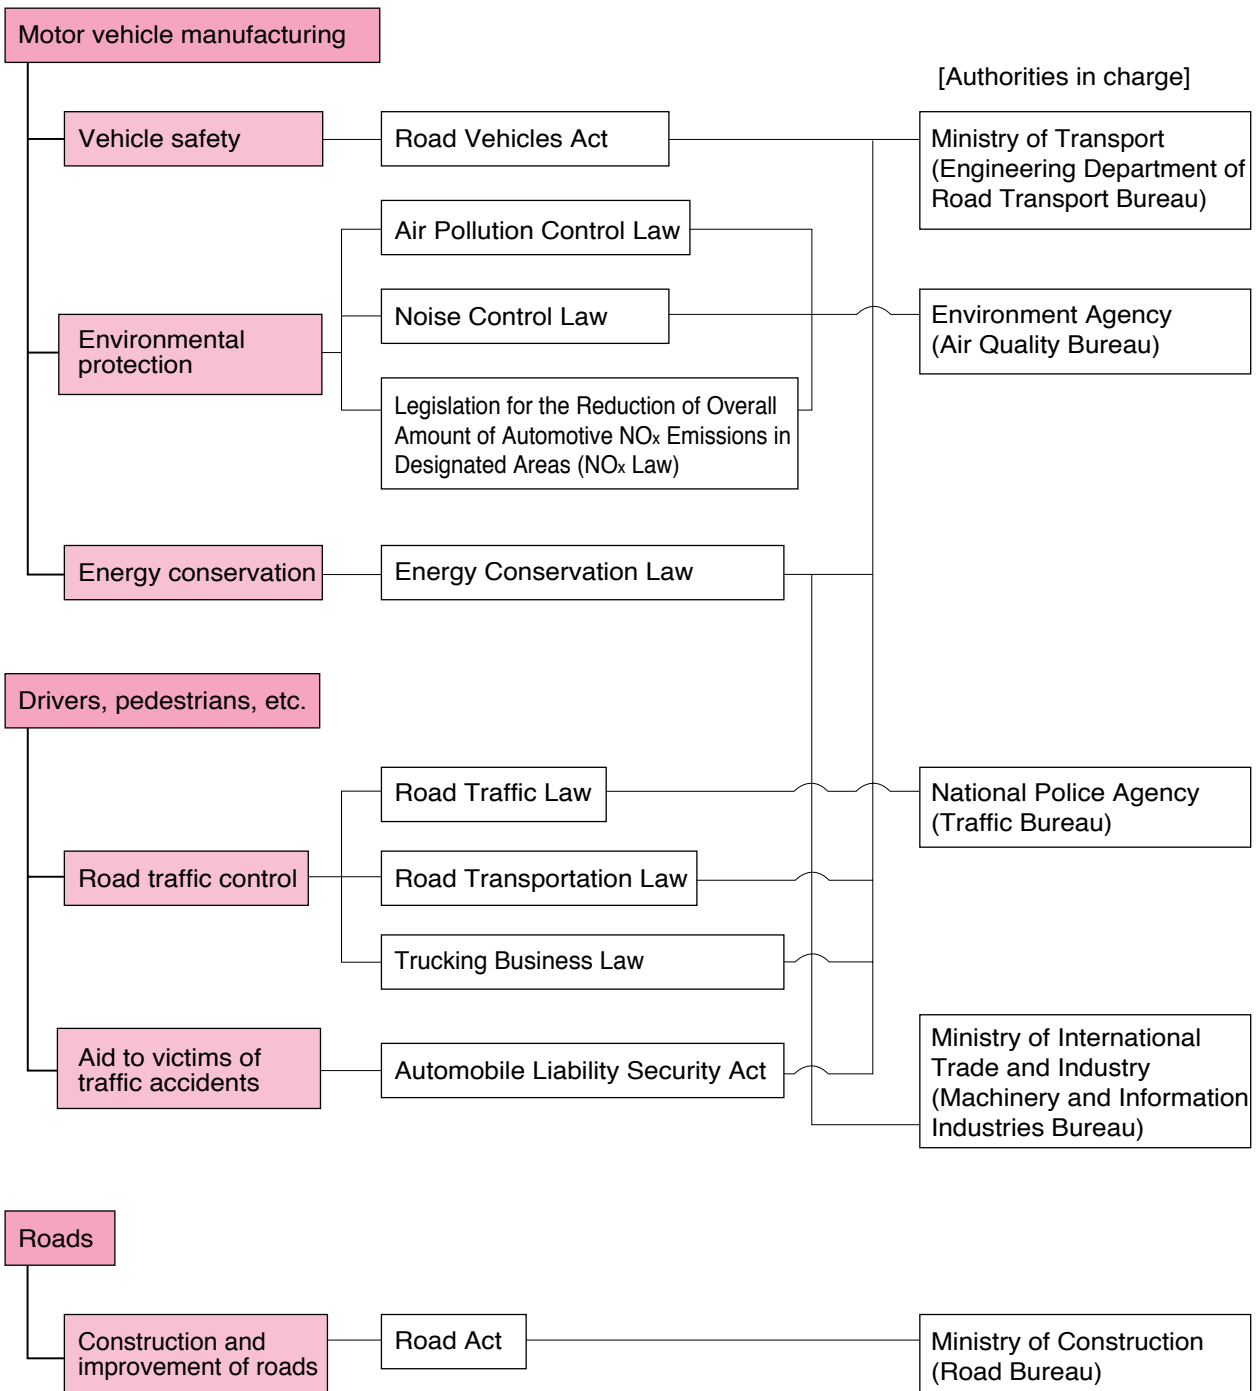 Motor vehicle manufacturing
[Authorities in charge]
Vehicle safety
Road Vehicles Act
Ministry of Transport
(Engineering Department of
Road Transport Bureau)
Air Pollution Control Law
Environmental
protection
Noise Control Law
Environment Agency
(Air Quality Bureau)
Legislation for the Reduction of Overall
Amount of Automotive NOx Emissions in
Designated Areas (NOx Law)
Energy conservation
Energy Conservation Law
Drivers, pedestrians, etc.
Road Traffic Law
National Police Agency
(Traffic Bureau)
Road traffic control
Road Transportation Law
Trucking Business Law
Aid to victims of
traffic accidents
Automobile Liability Security Act
Ministry of International
Trade and Industry
(Machinery and Information
Industries Bureau)
Roads
Construction and
improvement of roads
Road Act
Ministry of Construction
(Road Bureau)